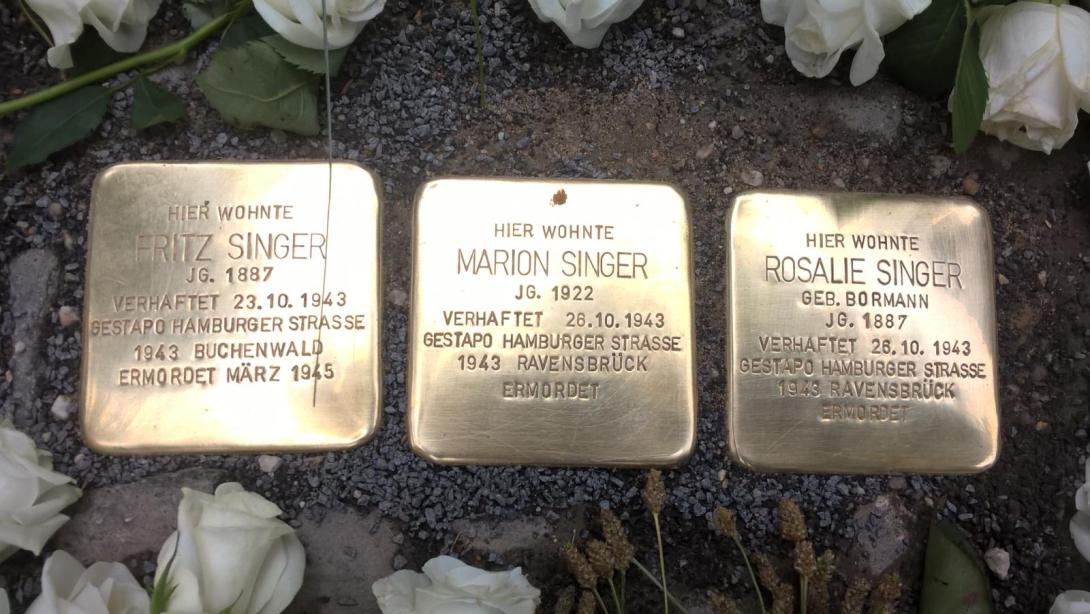 HIER WOHNTE
FRITZ SINGER
JG. 1887
VERHAFTET 23.10.1943
GESTAPO HAMBURGER STRASSE
1943 BUCHENWALD
ERMORDET MÄRZ 1945
HIER WOHNTE
MARION SINGER
JG. 1922
VERHAFTET 26.10.1943
GESTAPO HAMBURGER STRASSE
1943 RAVENSBRÜCK
ERMORDET
HIER WOHNTE
ROSALIE SINGER
GEB. BORMANN
JG. 1887
VERHAFTET 26.10.1943
GESTAPO HAMBURGER STRASSE
1943 RAVENSBRÜCK
ERMORDET